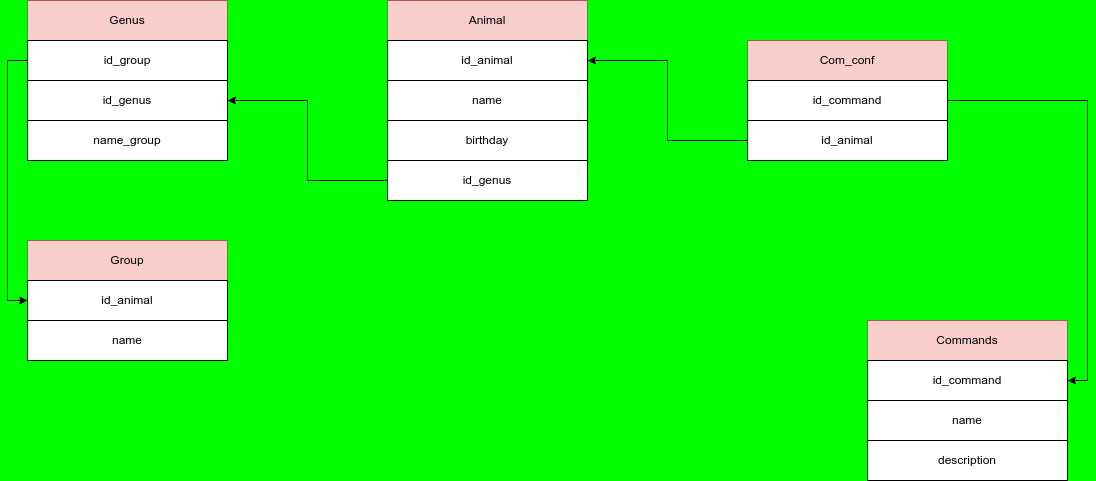 Genus
id_group
id_genus
name_group
Animal
id_animal
name
birthday
id_genus
Com_conf
id_command
id_animal
Group
id_animal
name
Commands
id_command
name
description